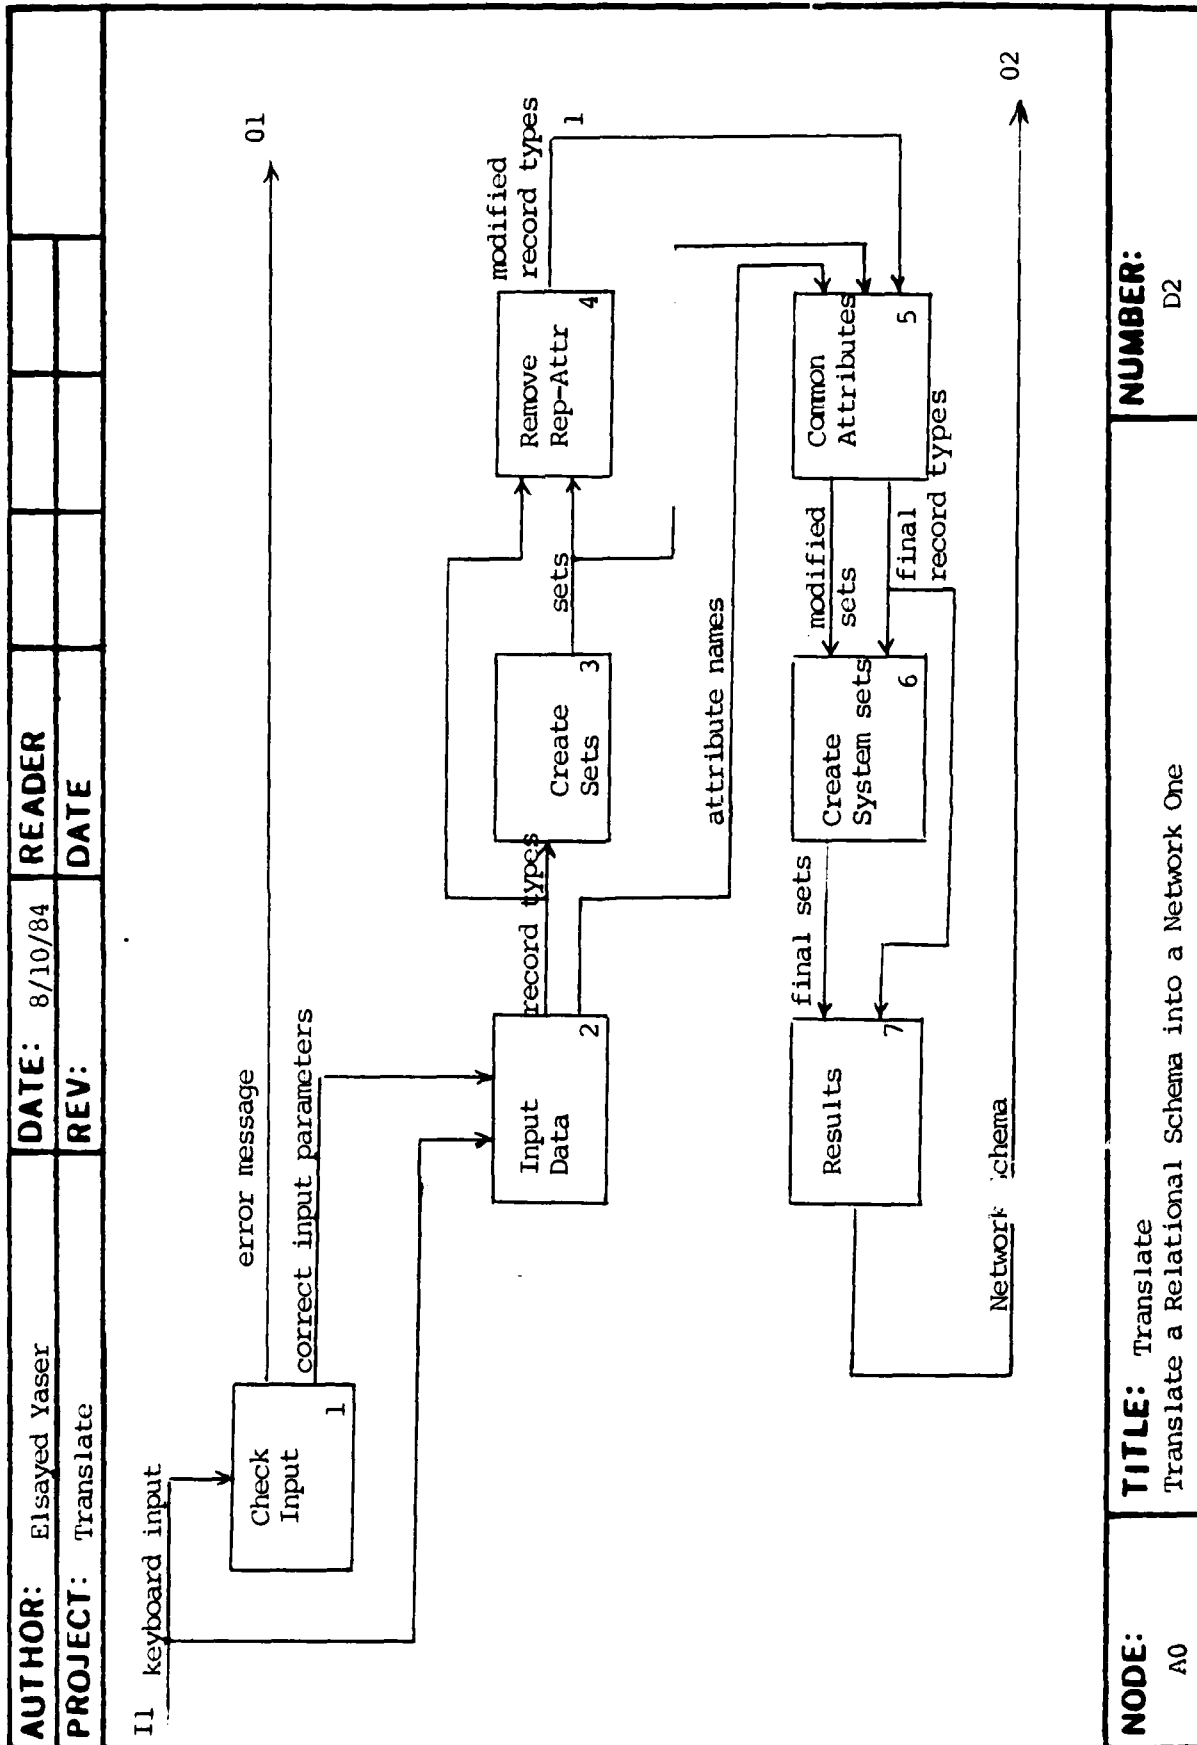 AUTHOR: Elsayed Yaser
DATE: 8/10/84
READER
PROJECT: Translate
REV:
DATE
I1 keyboard input
Check
Input
1
error message
O1
correct input parameters
Input
Data
2
record types
Create
Sets
3
sets
Remove
Rep-Attr
4
modified
record types
1
attribute names
Common
Attributes
5
modified
sets
final
record types
Create
System sets
6
final sets
Results
7
Network chema
O2
NODE:
A0
TITLE: Translate
Translate a Relational Schema into a Network One
NUMBER:
D2